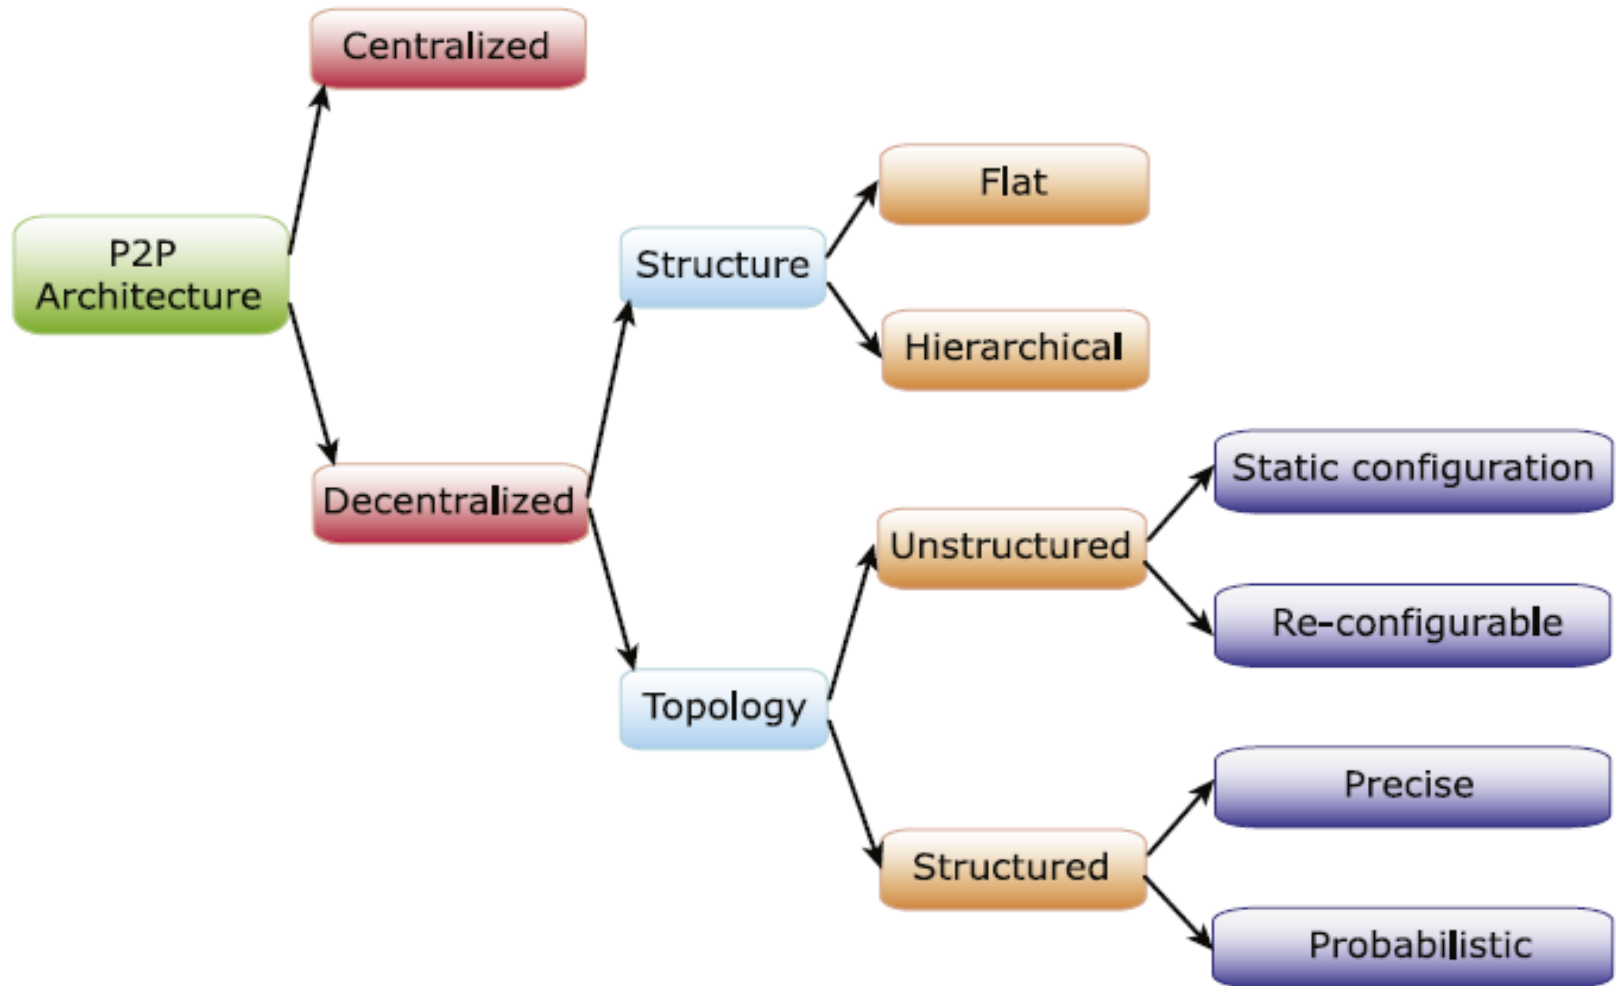 Centralized
P2P
Architecture
Decentralized
Structure
Flat
Hierarchical
Topology
Unstructured
Static configuration
Re-configurable
Structured
Precise
Probabilistic